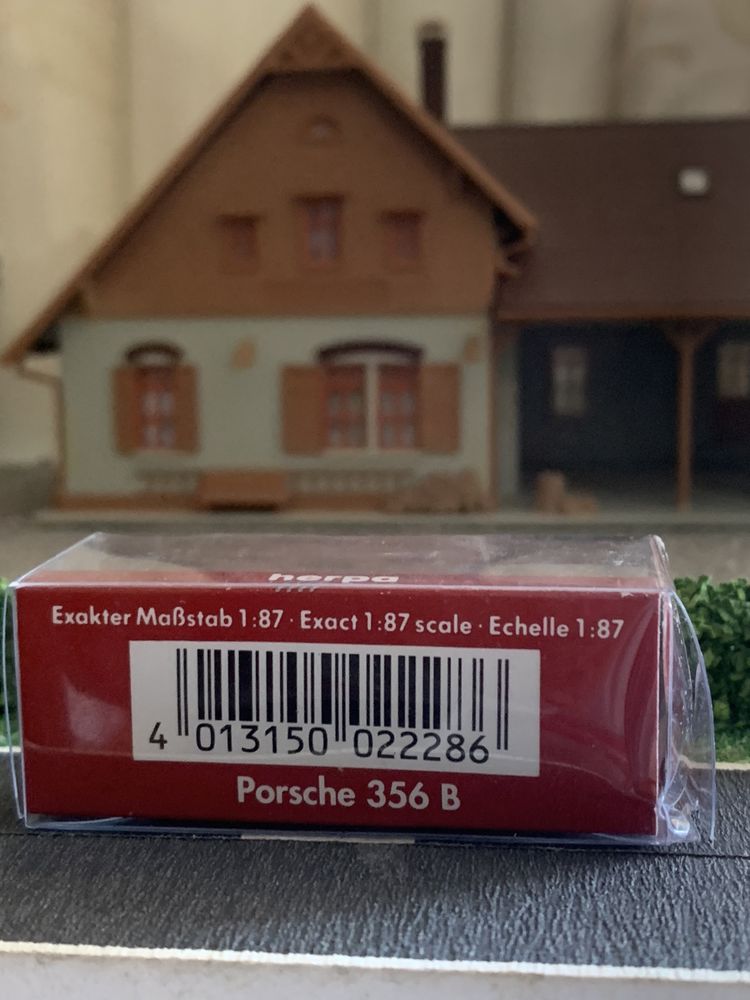 herpa
Exakter Maßstab 1:87 · Exact 1:87 scale · Echelle 1:87
4 013150 022286
Porsche 356 B